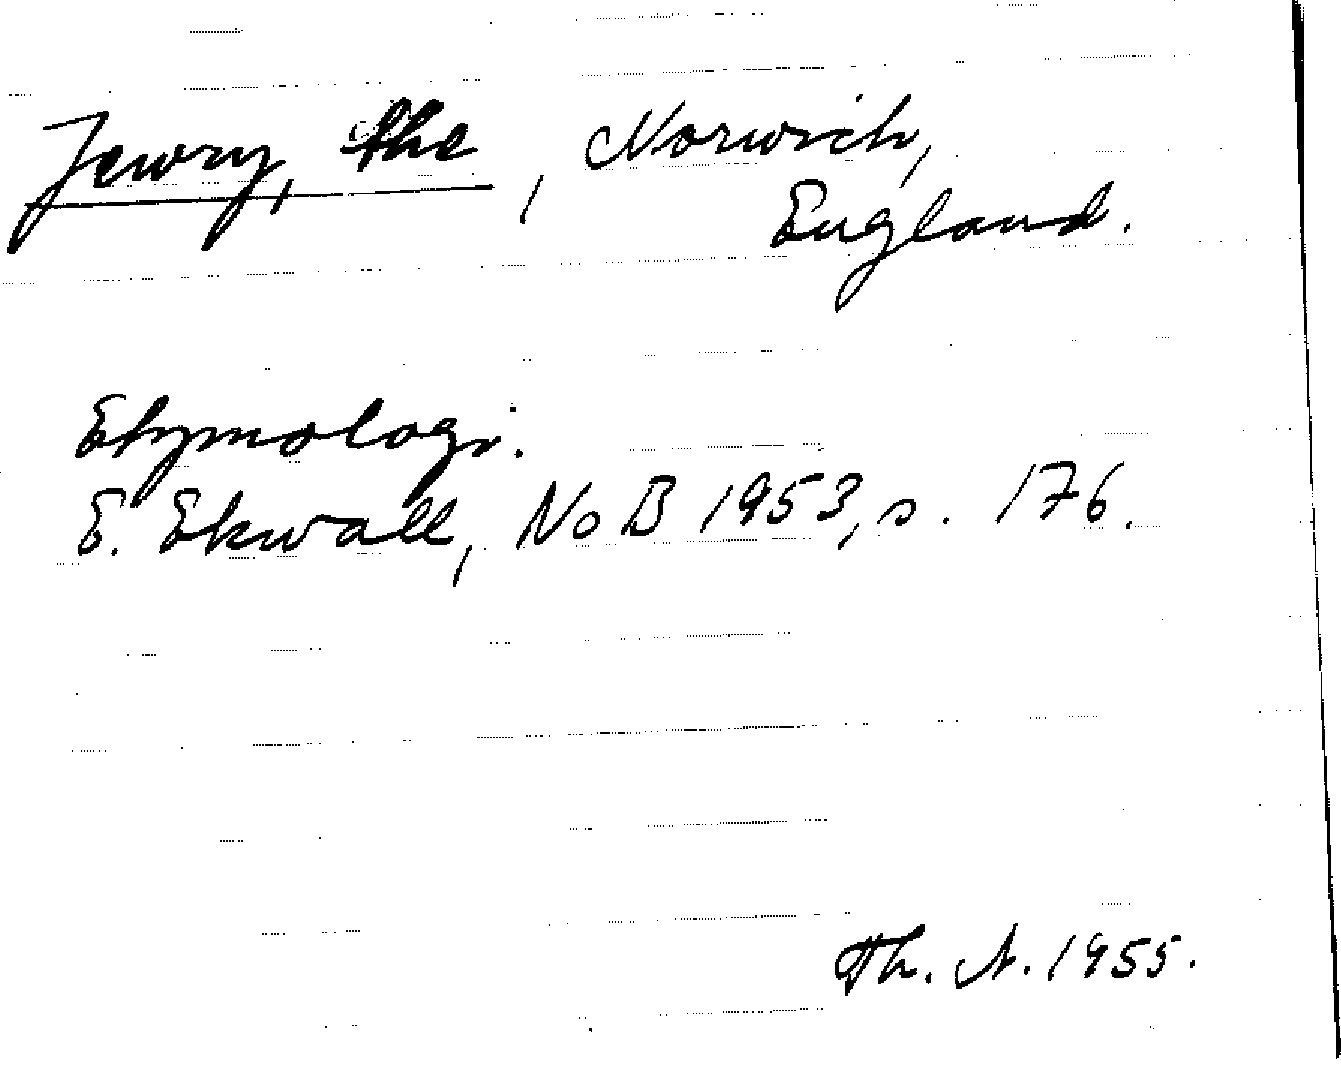 Jewry, the, Norwich,
England.
Etymologi.
E. Ekwall, NoB 1953, s. 176.
Th. A. 1955.